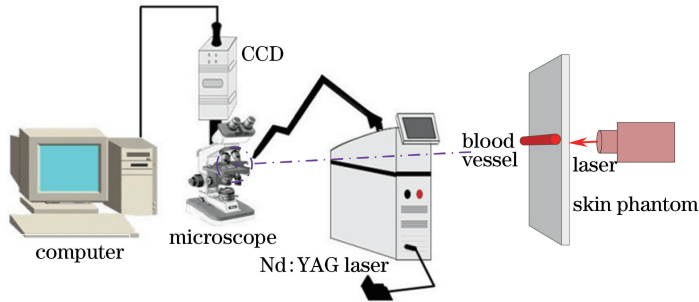 CCD
blood
vessel
laser
skin phantom
microscope
computer
Nd:YAG laser